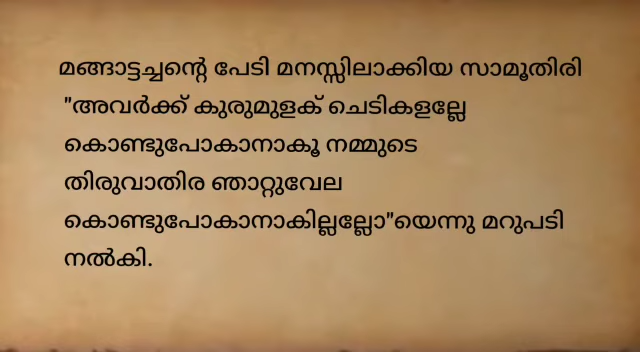 മങ്ങാട്ടച്ചന്റെ പേടി മനസ്സിലാക്കിയ സാമൂതിരി
"അവർക്ക് കുരുമുളക് ചെടികളല്ലേ
കൊണ്ടുപോകാനാകൂ നമ്മുടെ
തിരുവാതിര ഞാറ്റുവേല
കൊണ്ടുപോകാനാകില്ലല്ലോ"യെന്നു മറുപടി
നൽകി.